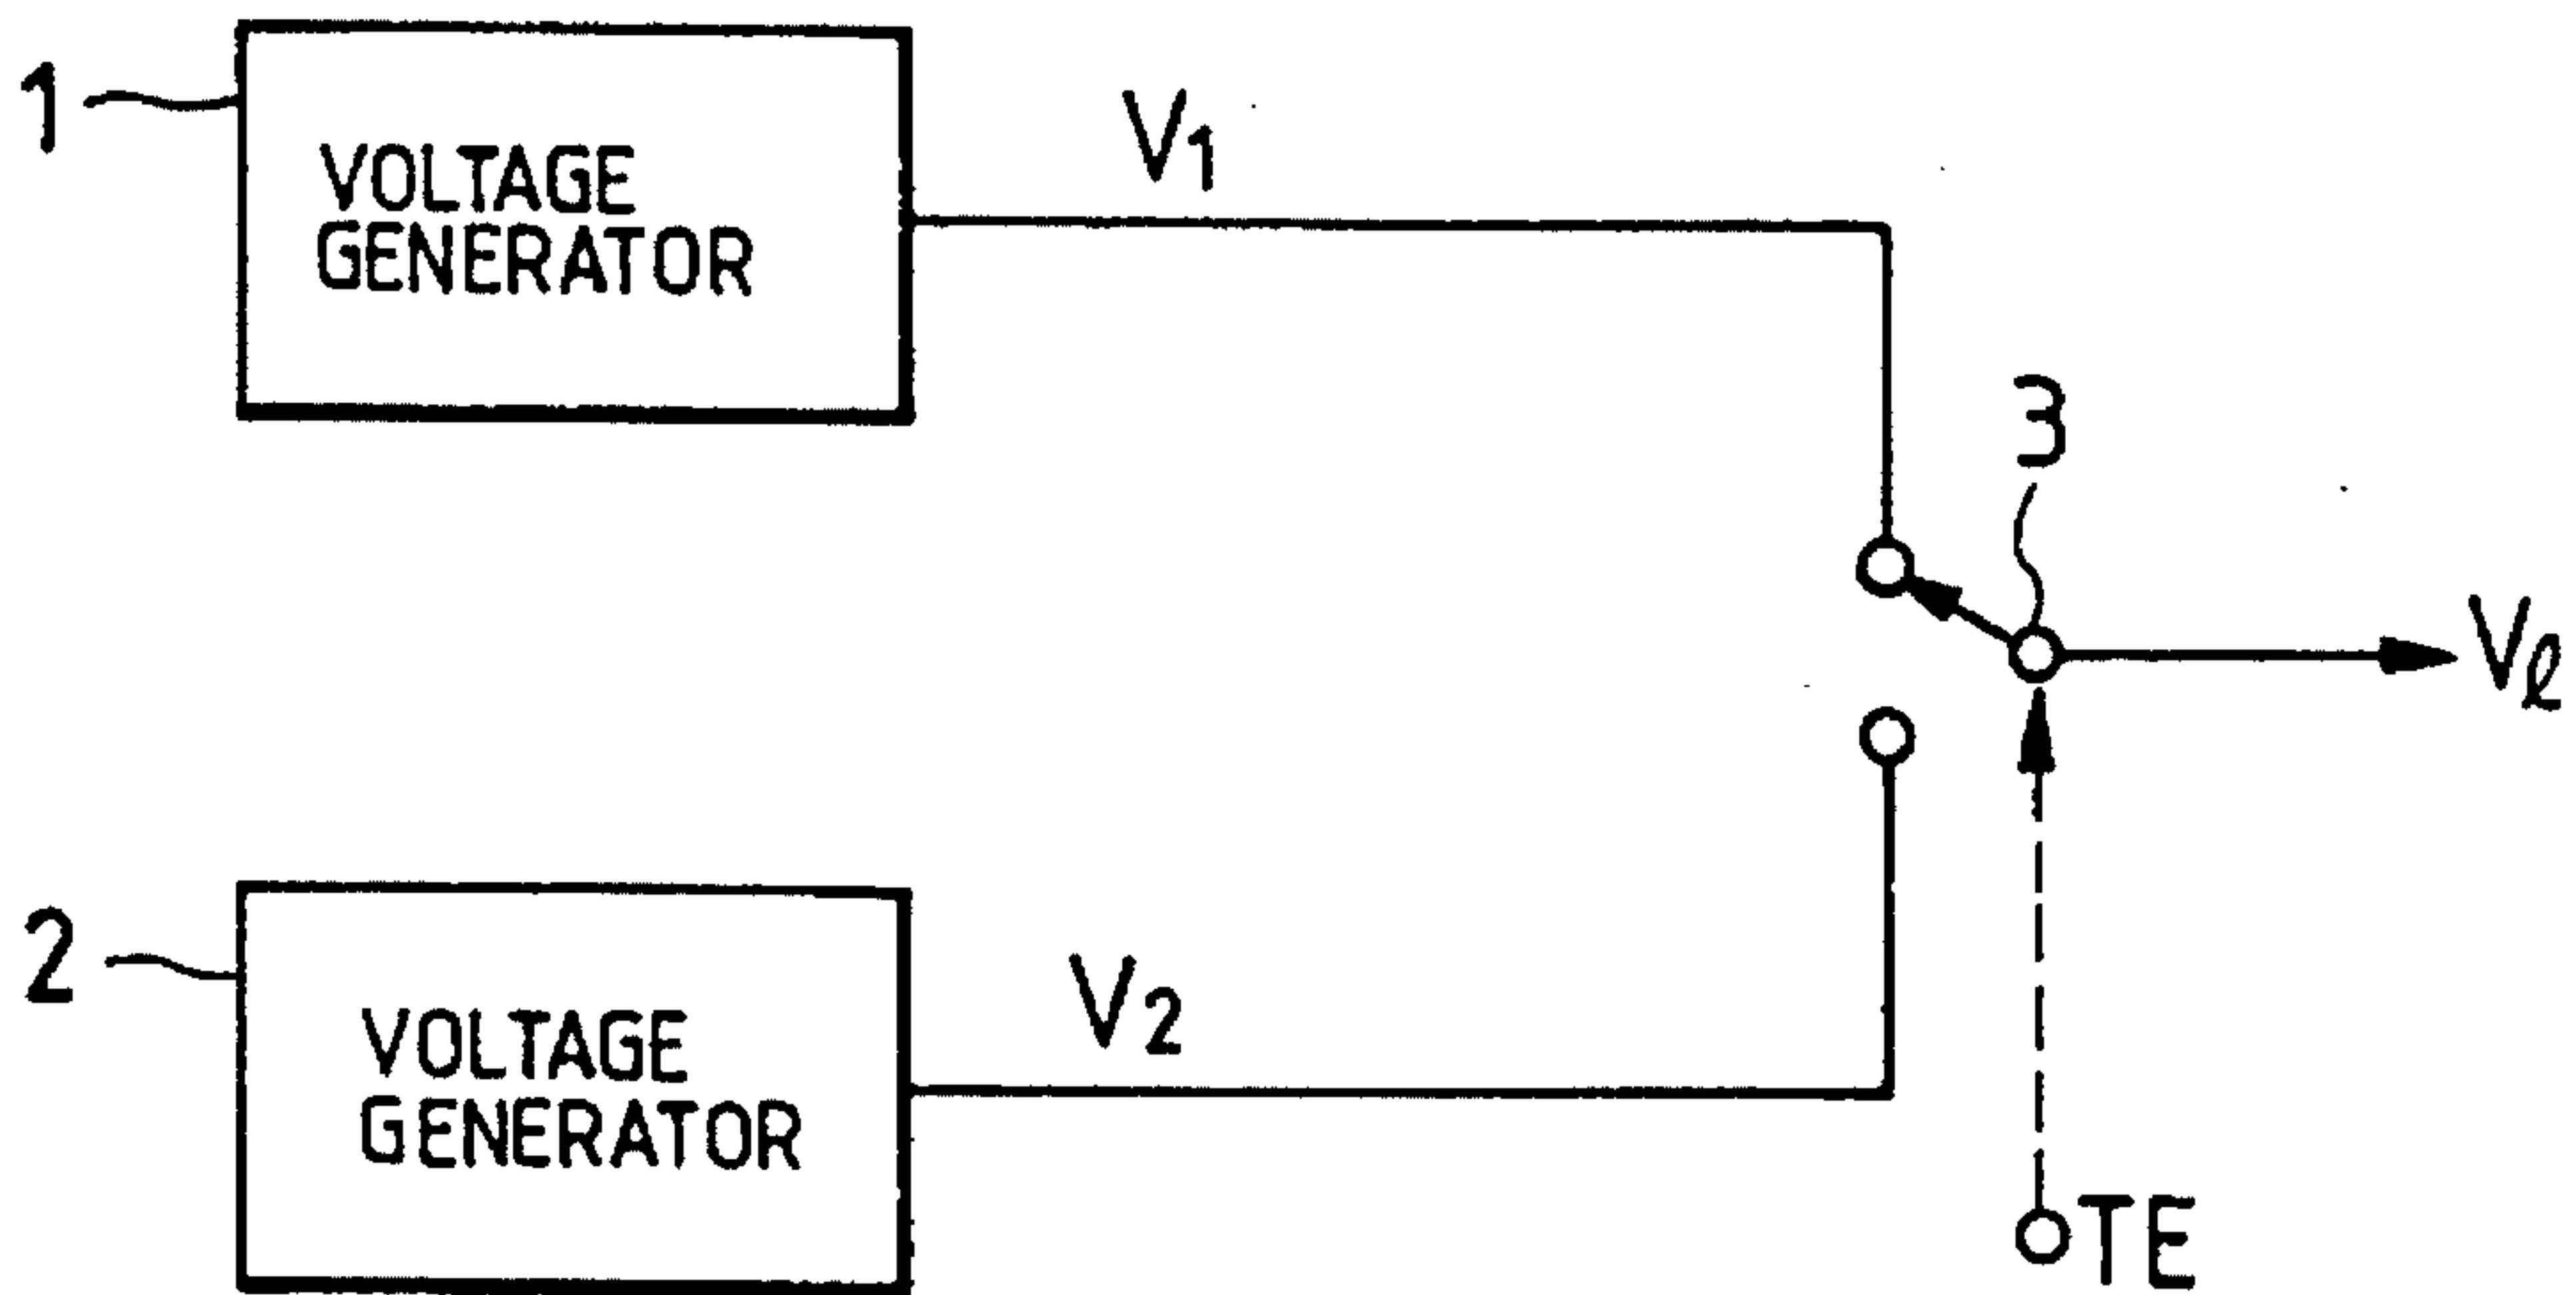 1
VOLTAGE
GENERATOR
V1
3
Vℓ
2
VOLTAGE
GENERATOR
V2
TE